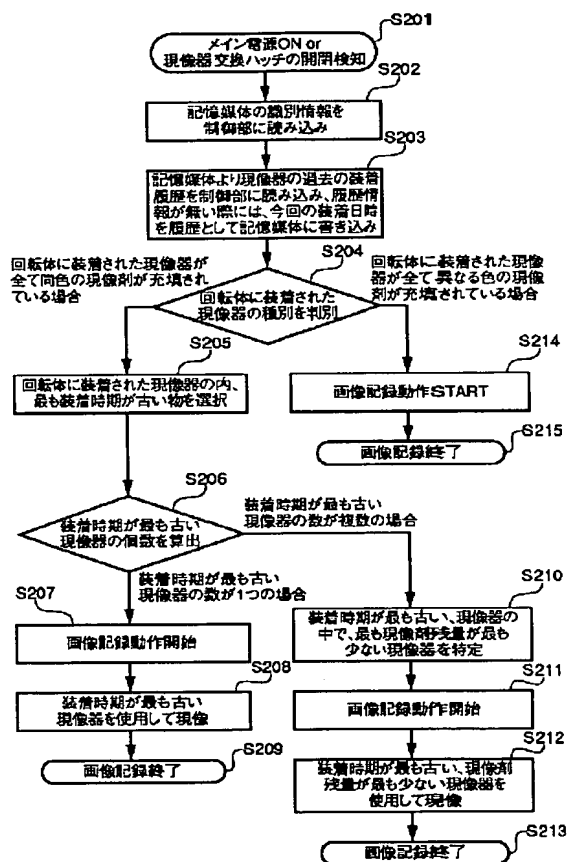 S201
メイン電源ON or
現像器交換ハッチの開閉検知
S202
記憶媒体の識別情報を
制御部に読み込み
S203
記憶媒体より現像器の過去の装着
履歴を制御部に読み込み、履歴情
報が無い際には、今回の装着日時
を履歴として記憶媒体に書き込み
S204
回転体に装着された現像器が
全て同色の現像剤が充填され
ている場合
回転体に装着された
現像器の種別を判別
回転体に装着された現像
器が全て異なる色の現像
剤が充填されている場合
S205
回転体に装着された現像器の内、
最も装着時期が古い物を選択
S214
画像記録動作START
S215
画像記録終了
S206
装着時期が最も古い
現像器の個数を算出
装着時期が最も古い
現像器の数が複数の場合
装着時期が最も古い
現像器の数が1つの場合
S207
画像記録動作開始
S208
装着時期が最も古い
現像器を使用して現像
S209
画像記録終了
S210
装着時期が最も古い、現像器の
中で、最も現像剤残量が最も
少ない現像器を特定
S211
画像記録動作開始
S212
装着時期が最も古い、現像剤
残量が最も少ない現像器を
使用して現像
S213
画像記録終了